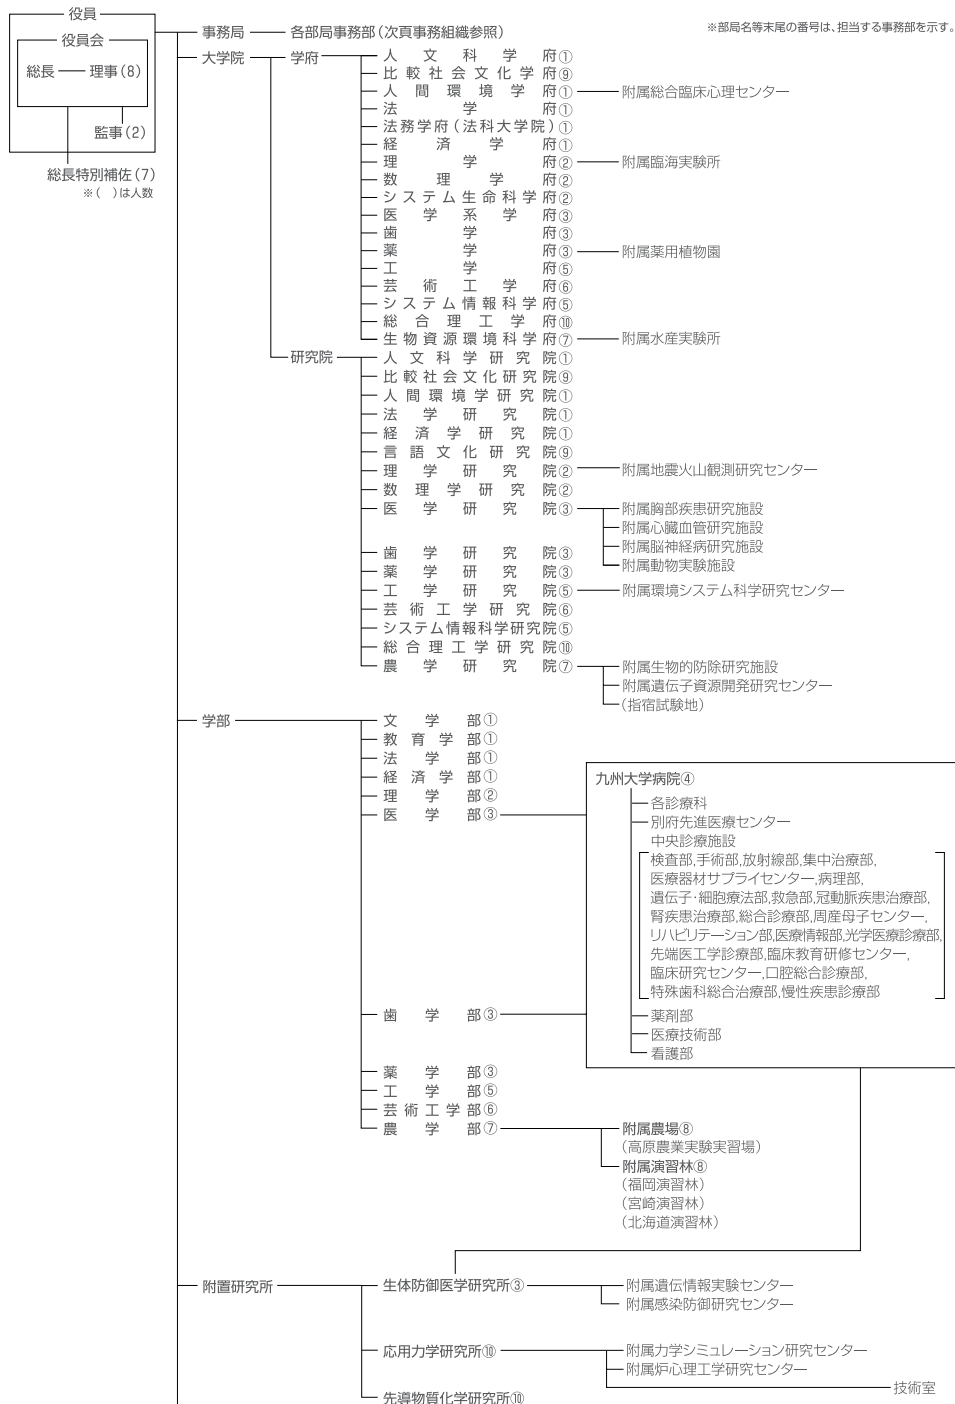 役員
役員会
総長 理事(8)
監事(2)
総長特別補佐(7)
※( )は人数
※部局名等末尾の番号は、担当する事務部を示す。
事務局 各部局事務部(次頁事務組織参照)
大学院 学府 人文科学府①
比較社会文化学府⑨
人間環境学府① 附属総合臨床心理センター
法学府①
法務学府(法科大学院)①
経済学府①
理学府② 附属臨海実験所
数理学府②
システム生命科学府②
医学系学府③
歯学府③
薬学府③ 附属薬用植物園
工学府⑤
芸術工学府⑥
システム情報科学府⑤
総合理工学府⑩
生物資源環境科学府⑦ 附属水産実験所
研究院 人文科学研究院①
比較社会文化研究院⑨
人間環境学研究院①
法学研究院①
経済学研究院①
言語文化研究院⑨
理学研究院② 附属地震火山観測研究センター
数理学研究院②
医学研究院③ 附属胸部疾患研究施設
附属心臓血管研究施設
附属脳神経病研究施設
附属動物実験施設
歯学研究院③
薬学研究院③
工学研究院⑤ 附属環境システム科学研究センター
芸術工学研究院⑥
システム情報科学研究院⑤
総合理工学研究院⑩
農学研究院⑦ 附属生物的防除研究施設
附属遺伝子資源開発研究センター
(指宿試験地)
学部 文学部①
教育学部①
法学部①
経済学部①
理学部②
医学部③
九州大学病院④
各診療科
別府先進医療センター
中央診療施設
検査部,手術部,放射線部,集中治療部,
医療器材サプライセンター,病理部,
遺伝子・細胞療法部,救急部,冠動脈疾患治療部,
腎疾患治療部,総合診療部,周産母子センター,
リハビリテーション部,医療情報部,光学医療診療部,
先端医工学診療部,臨床教育研修センター,
臨床研究センター,口腔総合診療部,
特殊歯科総合治療部,慢性疾患診療部
薬剤部
医療技術部
看護部
歯学部③
薬学部③
工学部⑤
芸術工学部⑥
農学部⑦ 附属農場⑧
(高原農業実験実習場)
附属演習林⑧
(福岡演習林)
(宮崎演習林)
(北海道演習林)
附置研究所 生体防御医学研究所③ 附属遺伝情報実験センター
附属感染防御研究センター
応用力学研究所⑩ 附属力学シミュレーション研究センター
附属炉心理工学研究センター
技術室
先導物質化学研究所⑩